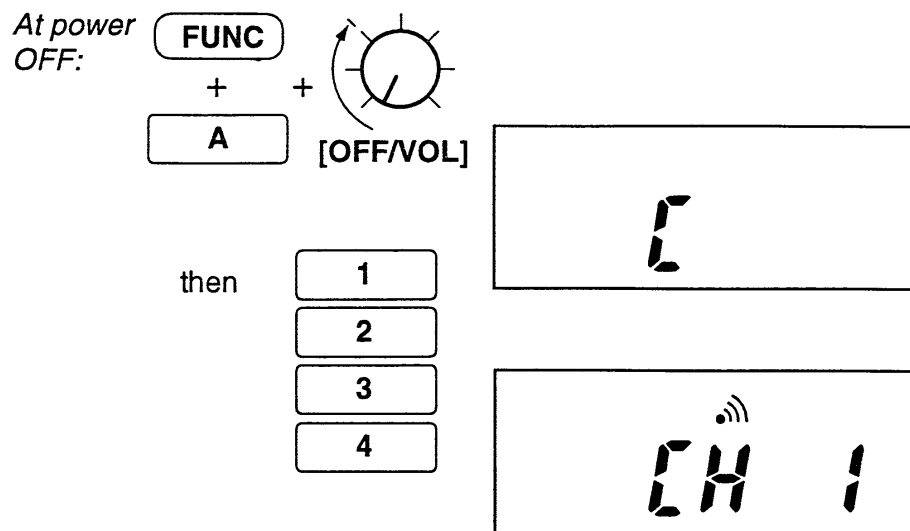 At power
OFF:
FUNC
+ +
A
[OFF/VOL]
C
then
1
2
3
4
CH 1